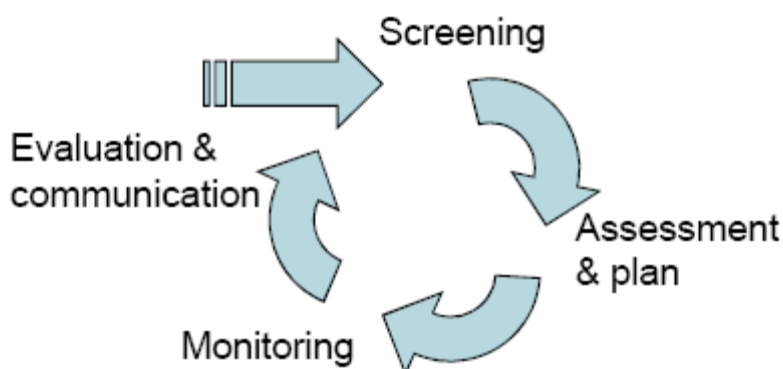 Screening
Assessment
& plan
Monitoring
Evaluation &
communication